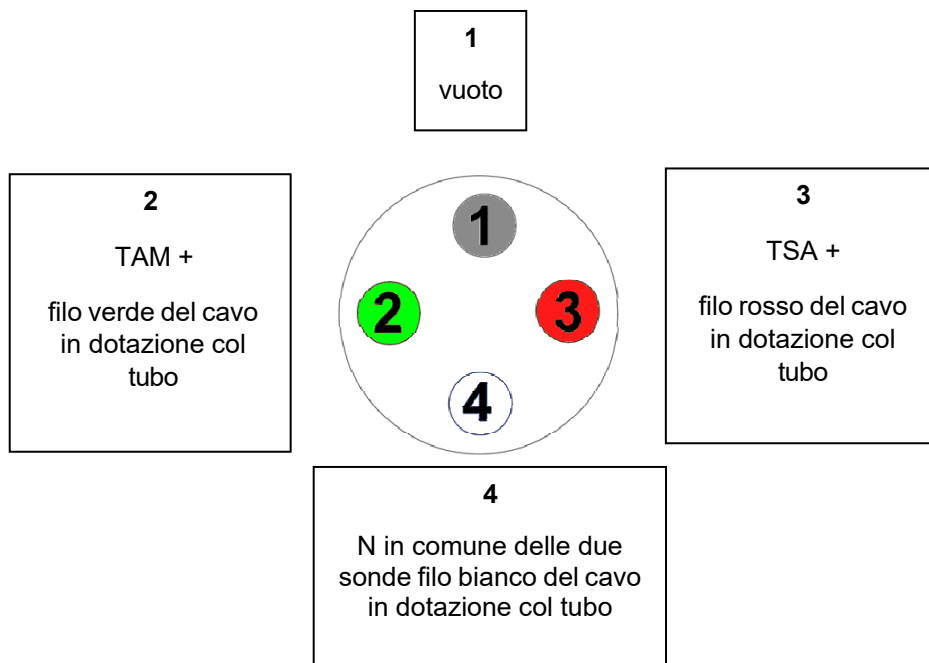 1
vuoto
2
TAM +
filo verde del cavo
in dotazione col
tubo
1
2
3
4
3
TSA +
filo rosso del cavo
in dotazione col
tubo
4
N in comune delle due
sonde filo bianco del cavo
in dotazione col tubo